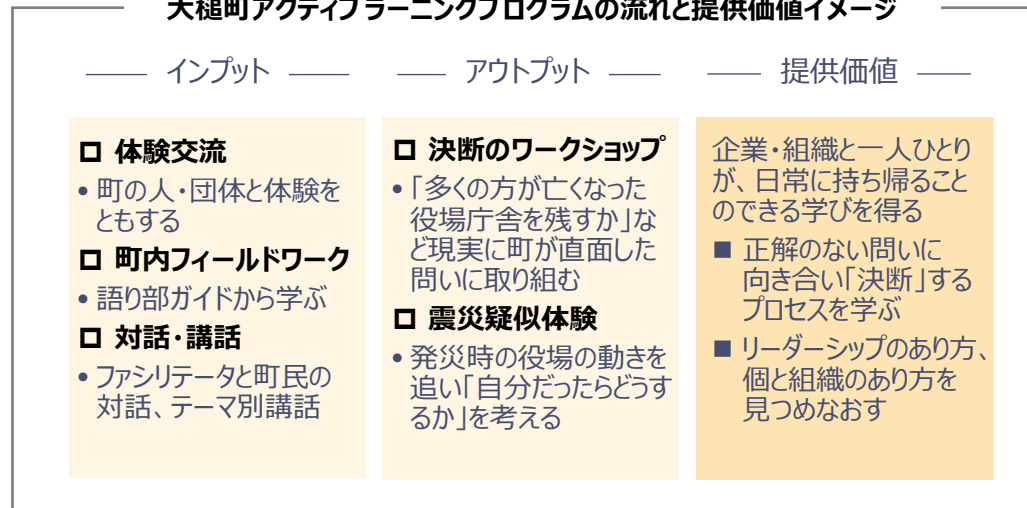 大槌町アクティブラーニングプログラムの流れと提供価値イメージ
インプット
体験交流
• 町の人・団体と体験を
ともする
町内フィールドワーク
• 語り部ガイドから学ぶ
対話・講話
• ファシリテータと町民の
対話、テーマ別講話
アウトプット
決断のワークショップ
• 「多くの方が亡くなった
役場庁舎を残すか」な
ど現実に町が直面した
問いに取り組む
震災疑似体験
• 発災時の役場の動きを
追い「自分だったらどうす
るか」を考える
提供価値
企業・組織と一人ひとり
が、日常に持ち帰ること
のできる学びを得る
■ 正解のない問いに
向き合い「決断」する
プロセスを学ぶ
■ リーダーシップのあり方、
個と組織のあり方を
見つめなおす